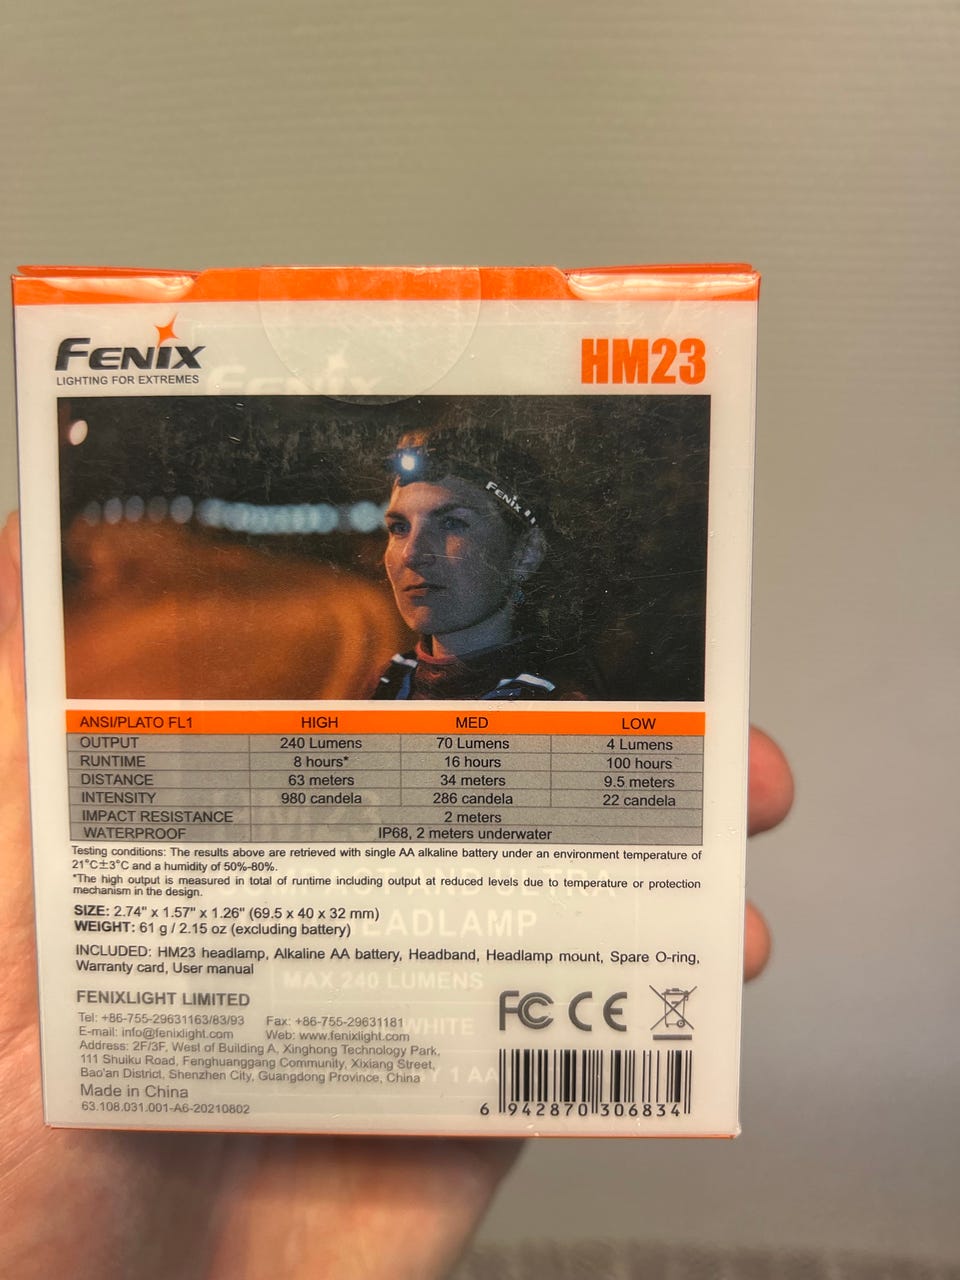 FENIX
LIGHTING FOR EXTREMES
HM23
FENIX
ANSI/PLATO FL1 HIGH MED LOW
OUTPUT 240 Lumens 70 Lumens 4 Lumens
RUNTIME 8 hours* 16 hours 100 hours
DISTANCE 63 meters 34 meters 9.5 meters
INTENSITY 980 candela 286 candela 22 candela
IMPACT RESISTANCE 2 meters
WATERPROOF IP68, 2 meters underwater
Testing conditions: The results above are retrieved with single AA alkaline battery under an environment temperature of
21°C±3°C and a humidity of 50%-80%.
*The high output is measured in total of runtime including output at reduced levels due to temperature or protection
mechanism in the design.
SIZE: 2.74" x 1.57" x 1.26" (69.5 x 40 x 32 mm)
WEIGHT: 61 g / 2.15 oz (excluding battery)
EADLAMP
INCLUDED: HM23 headlamp, Alkaline AA battery, Headband, Headlamp mount, Spare O-ring,
Warranty card, User manual
MAX 240 LUMENS
FENIXLIGHT LIMITED
Tel: +86-755-29631163/83/93 Fax: +86-755-29631181
E-mail: info@fenixlight.com Web: www.fenixlight.com
WHITE
Address: 2F/3F, West of Building A, Xinghong Technology Park,
111 Shuiku Road, Fenghuanggang Community, Xixiang Street,
Bao'an District, Shenzhen City, Guangdong Province, China
1 AA
Made in China
63.108.031.001-A6-20210802
FC CE
6 942870 306834